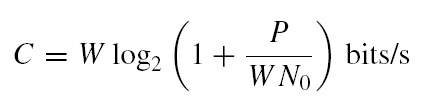 C = W log₂ (1 + P / WN₀) bits/s